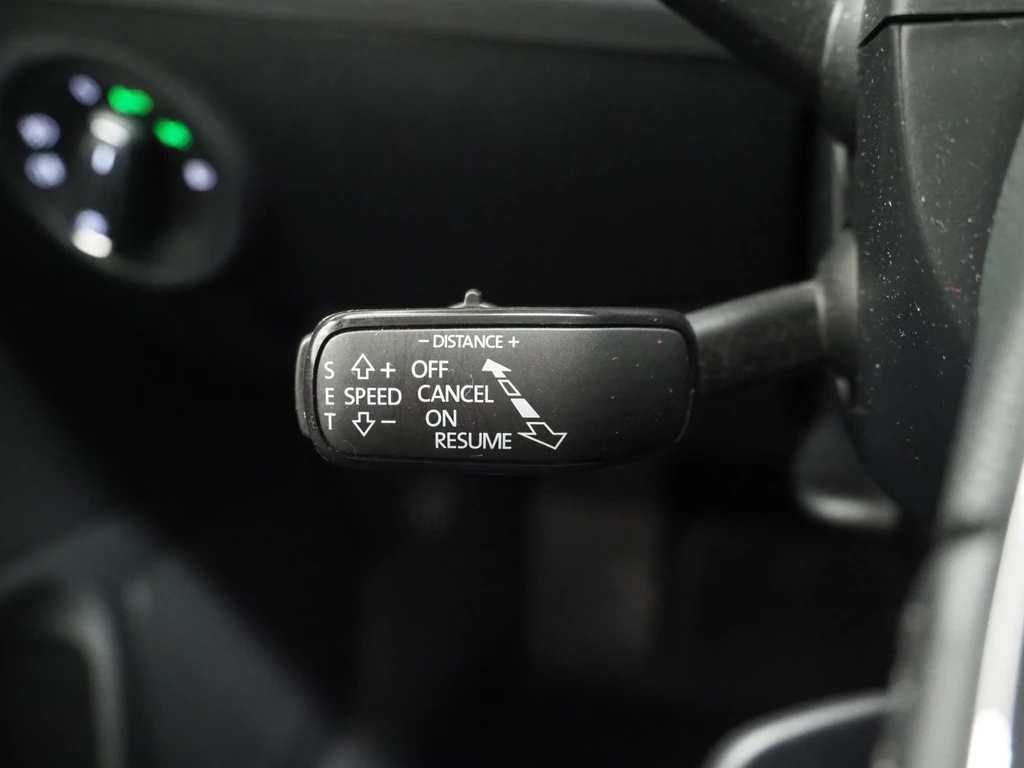 − DISTANCE +
S + OFF
E SPEED CANCEL
T − ON
RESUME